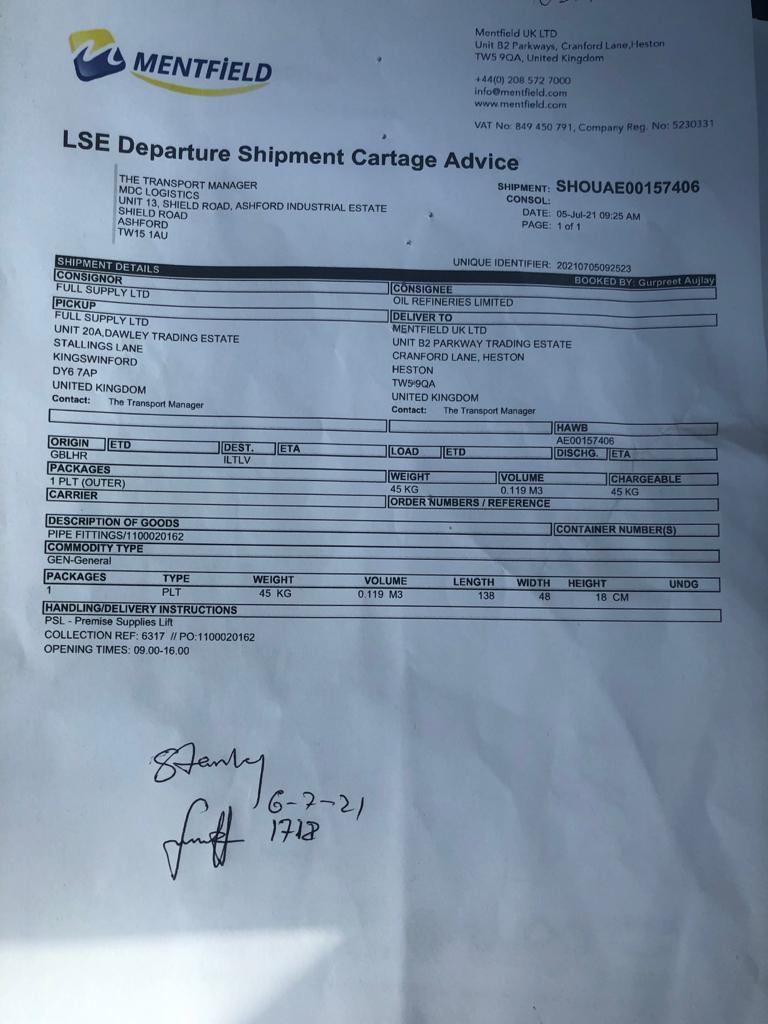 MENTFiELD
Mentfield UK LTD
Unit B2 Parkways, Cranford Lane,Heston
TW5 9QA, United Kingdom
+44(0) 208 572 7000
info@mentfield.com
www.mentfield.com
VAT No: 849 450 791, Company Reg. No: 5230331
LSE Departure Shipment Cartage Advice
THE TRANSPORT MANAGER
MDC LOGISTICS
UNIT 13, SHIELD ROAD, ASHFORD INDUSTRIAL ESTATE
SHIELD ROAD
ASHFORD
TW15 1AU
SHIPMENT: SHOUAE00157406
CONSOL:
DATE: 05-Jul-21 09:25 AM
PAGE: 1 of 1
UNIQUE IDENTIFIER: 20210705092523
SHIPMENT DETAILS BOOKED BY: Gurpreet Aujlay
CONSIGNOR
FULL SUPPLY LTD
PICKUP
FULL SUPPLY LTD
UNIT 20A,DAWLEY TRADING ESTATE
STALLINGS LANE
KINGSWINFORD
DY6 7AP
UNITED KINGDOM
Contact: The Transport Manager
CONSIGNEE
OIL REFINERIES LIMITED
DELIVER TO
MENTFIELD UK LTD
UNIT B2 PARKWAY TRADING ESTATE
CRANFORD LANE, HESTON
HESTON
TW5 9QA
UNITED KINGDOM
Contact: The Transport Manager
HAWB
AE00157406
ORIGIN ETD DEST. ETA LOAD ETD DISCHG. ETA
GBLHR ILTLV
PACKAGES WEIGHT VOLUME CHARGEABLE
1 PLT (OUTER) 45 KG 0.119 M3 45 KG
CARRIER ORDER NUMBERS / REFERENCE
DESCRIPTION OF GOODS CONTAINER NUMBER(S)
PIPE FITTINGS/1100020162
COMMODITY TYPE
GEN-General
PACKAGES TYPE WEIGHT VOLUME LENGTH WIDTH HEIGHT UNDG
1 PLT 45 KG 0.119 M3 138 48 18 CM
HANDLING/DELIVERY INSTRUCTIONS
PSL - Premise Supplies Lift
COLLECTION REF: 6317 // PO:1100020162
OPENING TIMES: 09.00-16.00
Stanly
6-7-21
1718